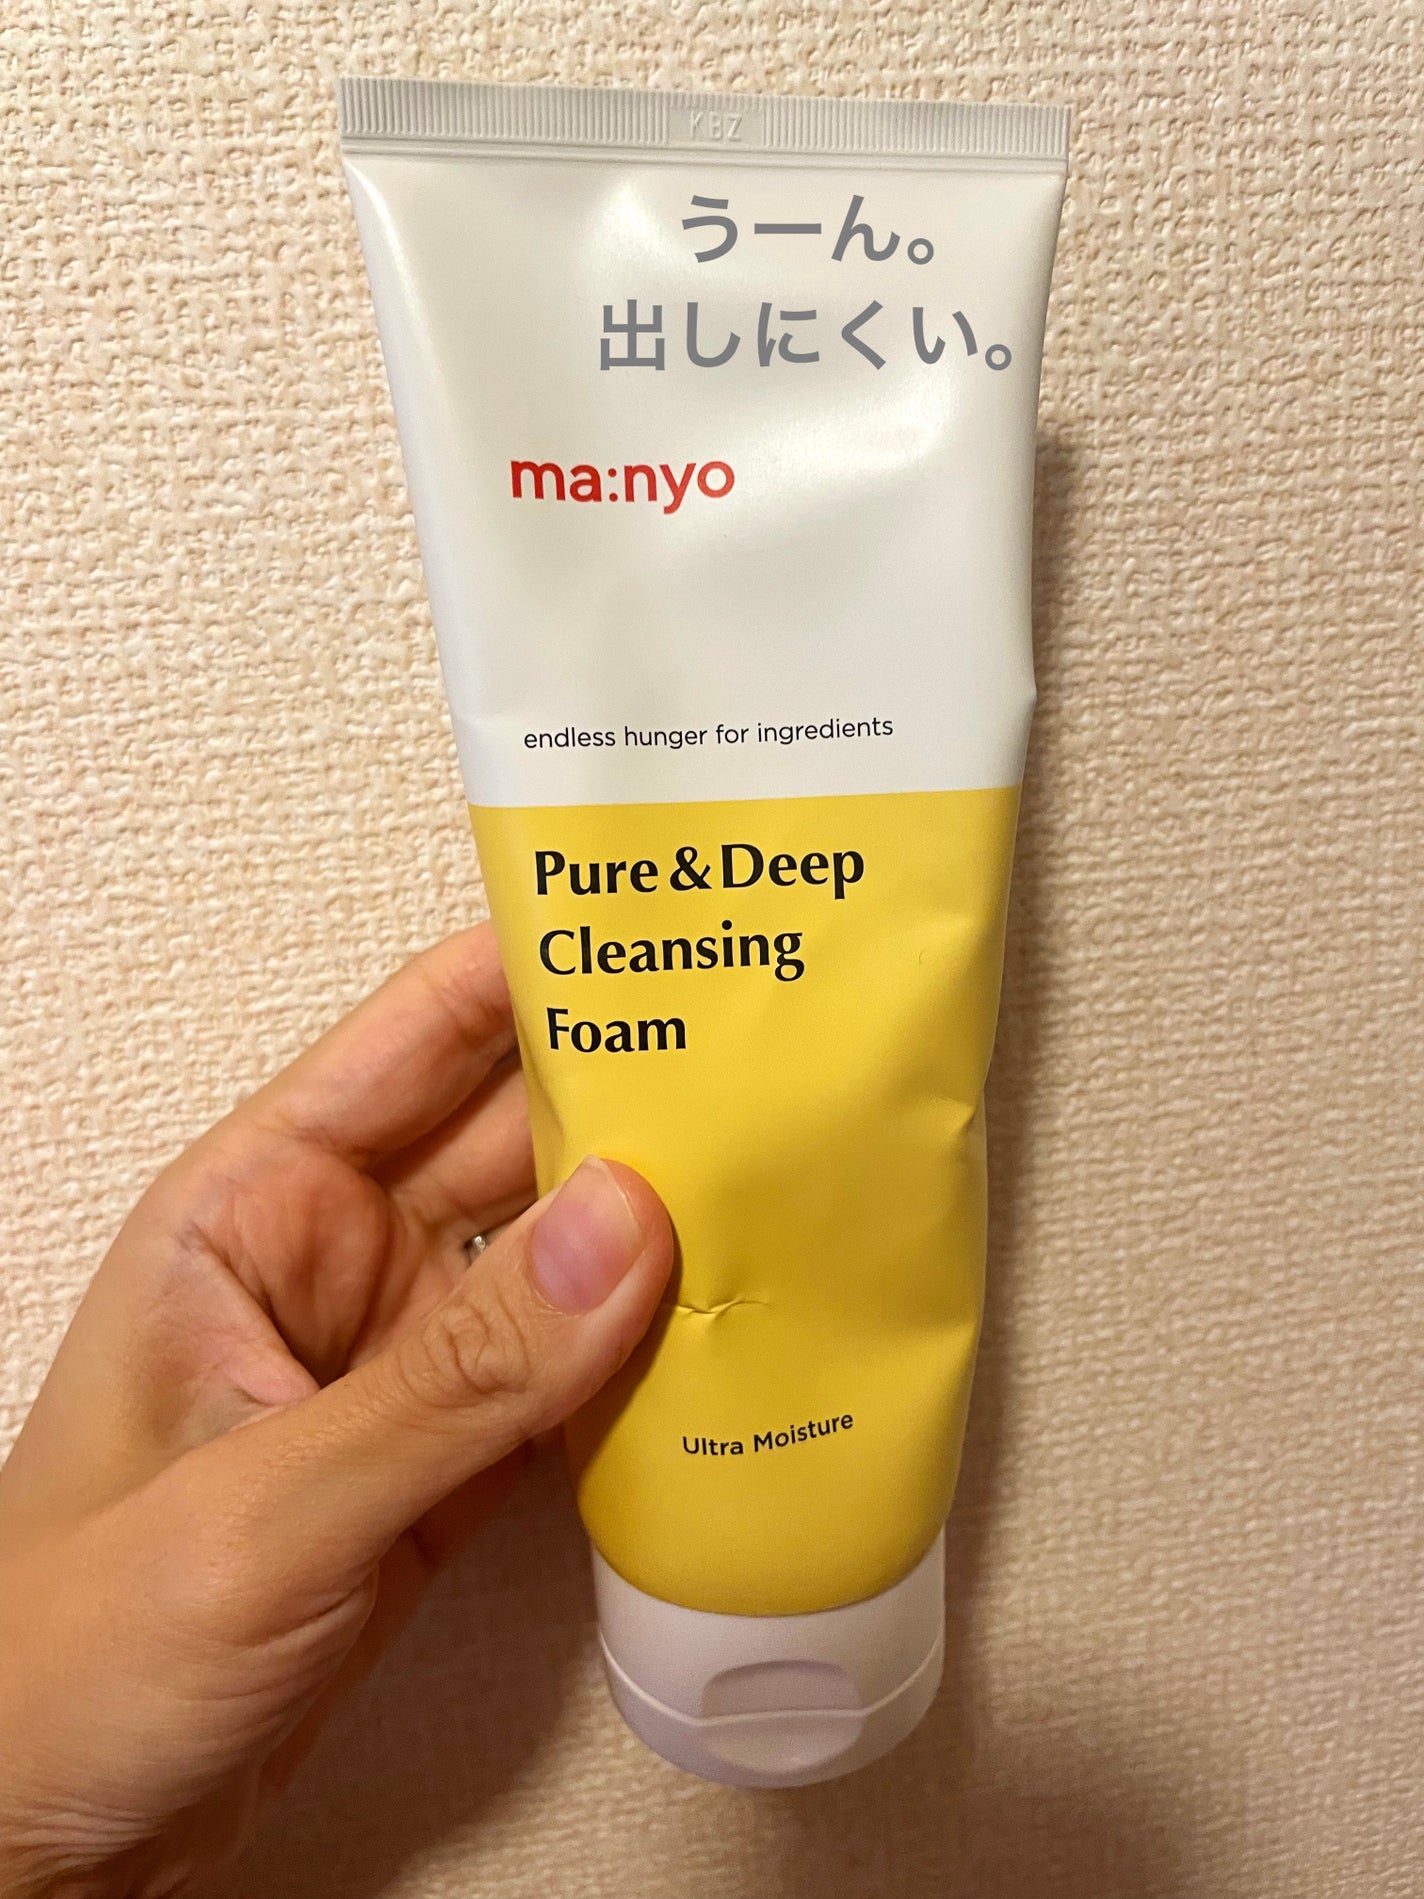 KBZ
うーん。
出しにくい。
ma:nyo
endless hunger for ingredients
Pure & Deep
Cleansing
Foam
Ultra Moisture